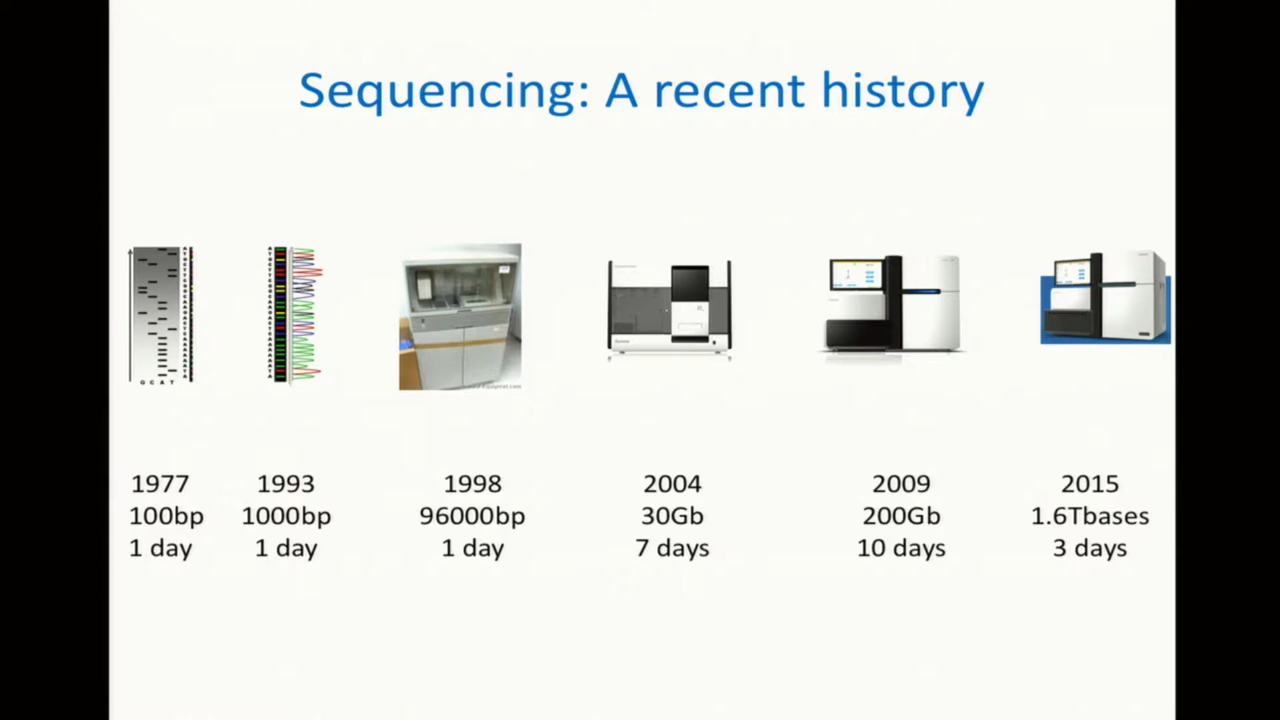 Sequencing: A recent history
G C A T
1977
100bp
1 day
1993
1000bp
1 day
1998
96000bp
1 day
2004
30Gb
7 days
2009
200Gb
10 days
2015
1.6Tbases
3 days